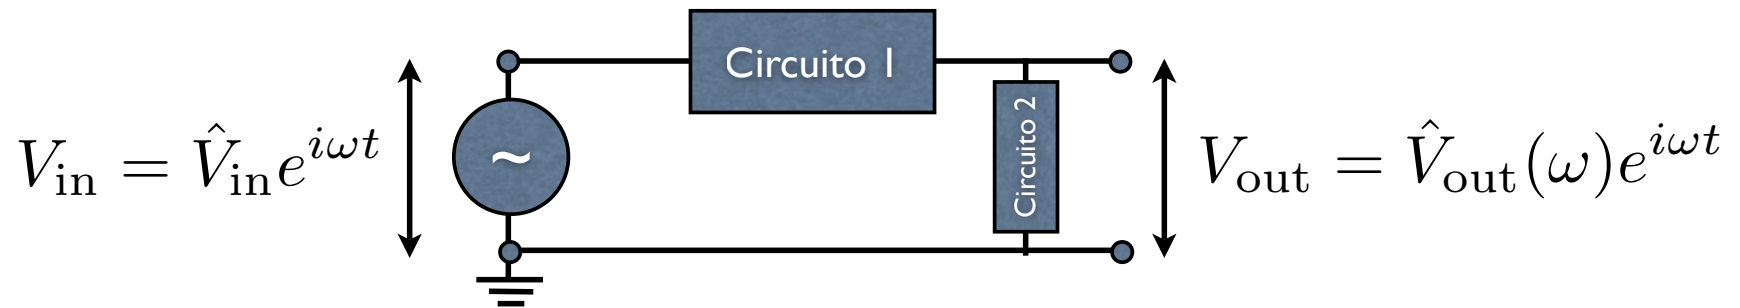 V_in = V̂_in e^{iωt}
Circuito 1
~
Circuito 2
V_out = V̂_out(ω)e^{iωt}